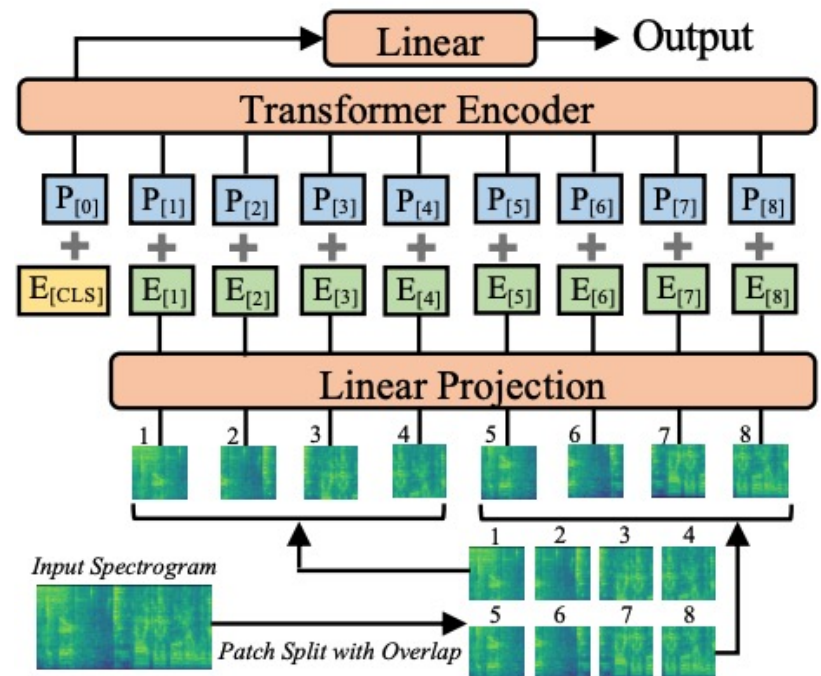 Linear Output
Transformer Encoder
P[0] P[1] P[2] P[3] P[4] P[5] P[6] P[7] P[8]
+ + + + + + + + +
E[CLS] E[1] E[2] E[3] E[4] E[5] E[6] E[7] E[8]
Linear Projection
1 2 3 4 5 6 7 8
1 2 3 4
Input Spectrogram
5 6 7 8
Patch Split with Overlap